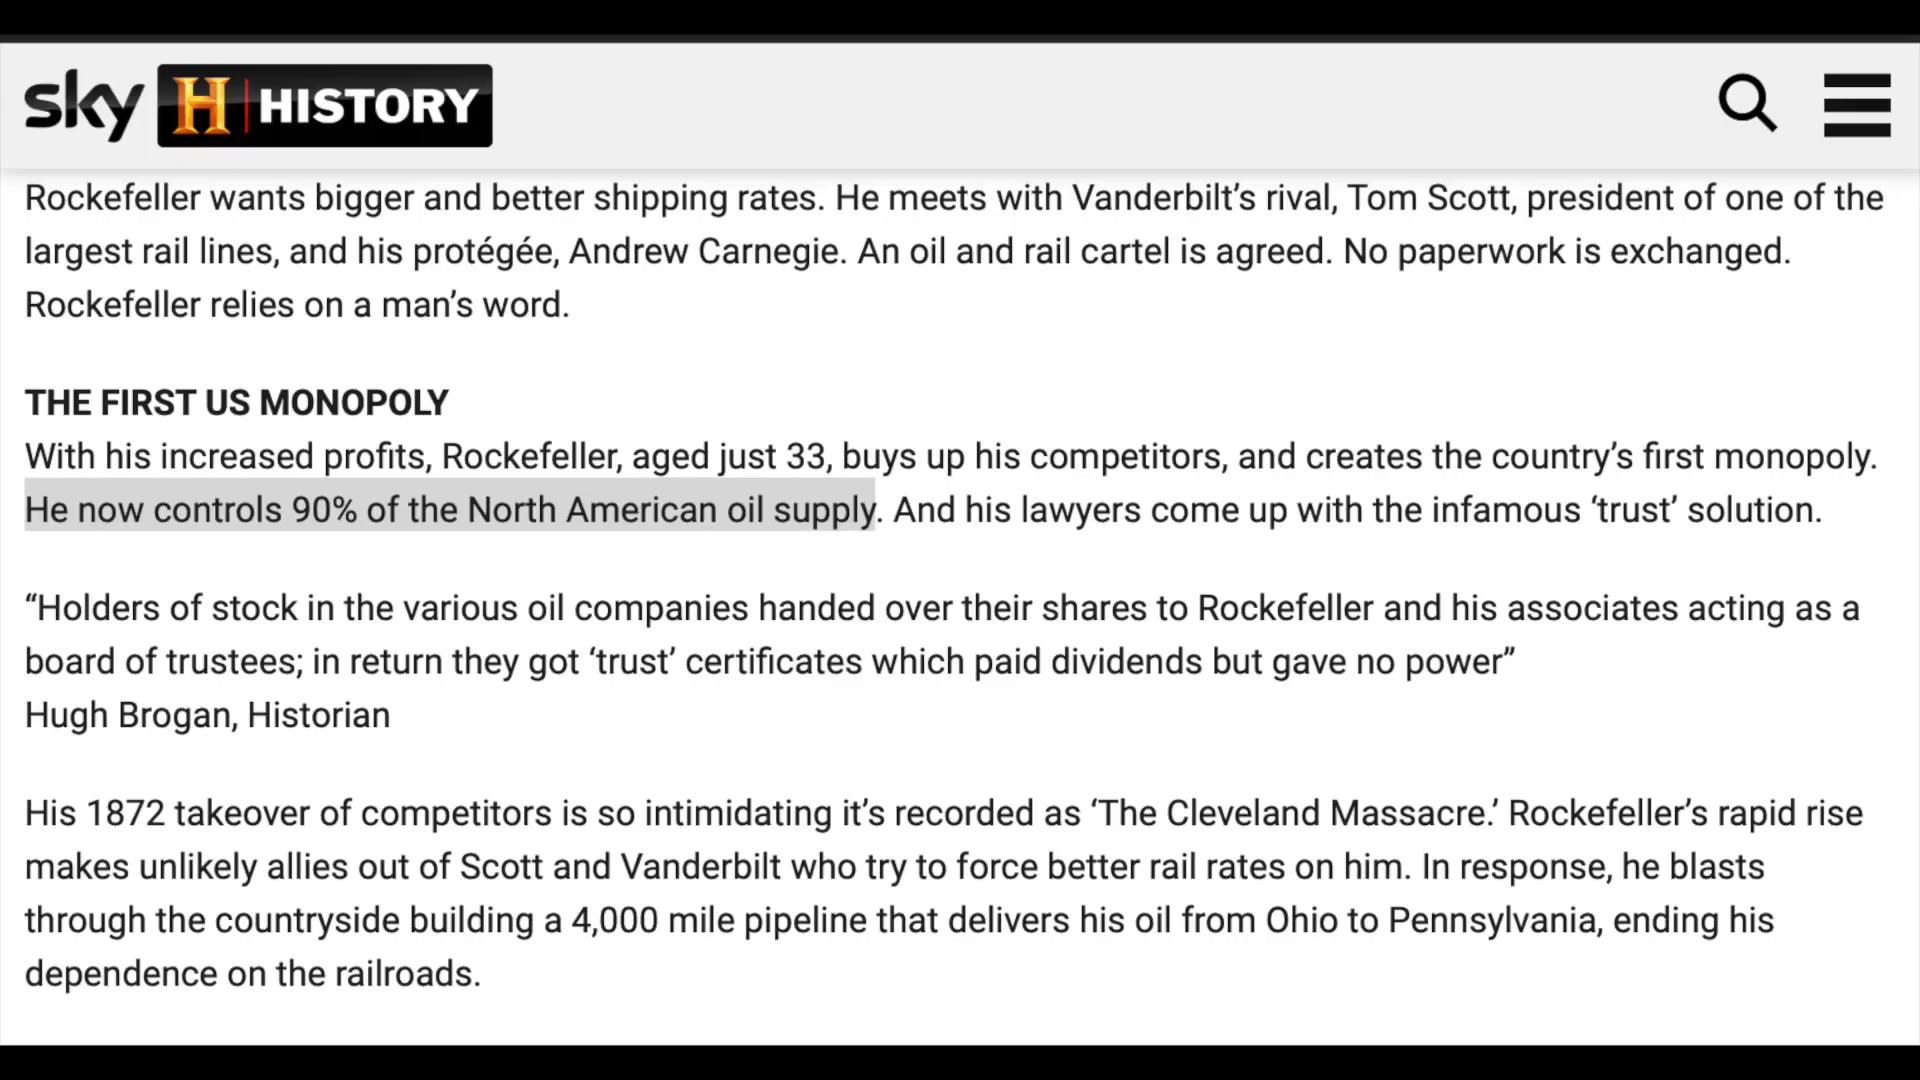 sky H HISTORY
Rockefeller wants bigger and better shipping rates. He meets with Vanderbilt’s rival, Tom Scott, president of one of the
largest rail lines, and his protégée, Andrew Carnegie. An oil and rail cartel is agreed. No paperwork is exchanged.
Rockefeller relies on a man’s word.
THE FIRST US MONOPOLY
With his increased profits, Rockefeller, aged just 33, buys up his competitors, and creates the country’s first monopoly.
He now controls 90% of the North American oil supply. And his lawyers come up with the infamous ‘trust’ solution.
“Holders of stock in the various oil companies handed over their shares to Rockefeller and his associates acting as a
board of trustees; in return they got ‘trust’ certificates which paid dividends but gave no power”
Hugh Brogan, Historian
His 1872 takeover of competitors is so intimidating it’s recorded as ‘The Cleveland Massacre.’ Rockefeller’s rapid rise
makes unlikely allies out of Scott and Vanderbilt who try to force better rail rates on him. In response, he blasts
through the countryside building a 4,000 mile pipeline that delivers his oil from Ohio to Pennsylvania, ending his
dependence on the railroads.